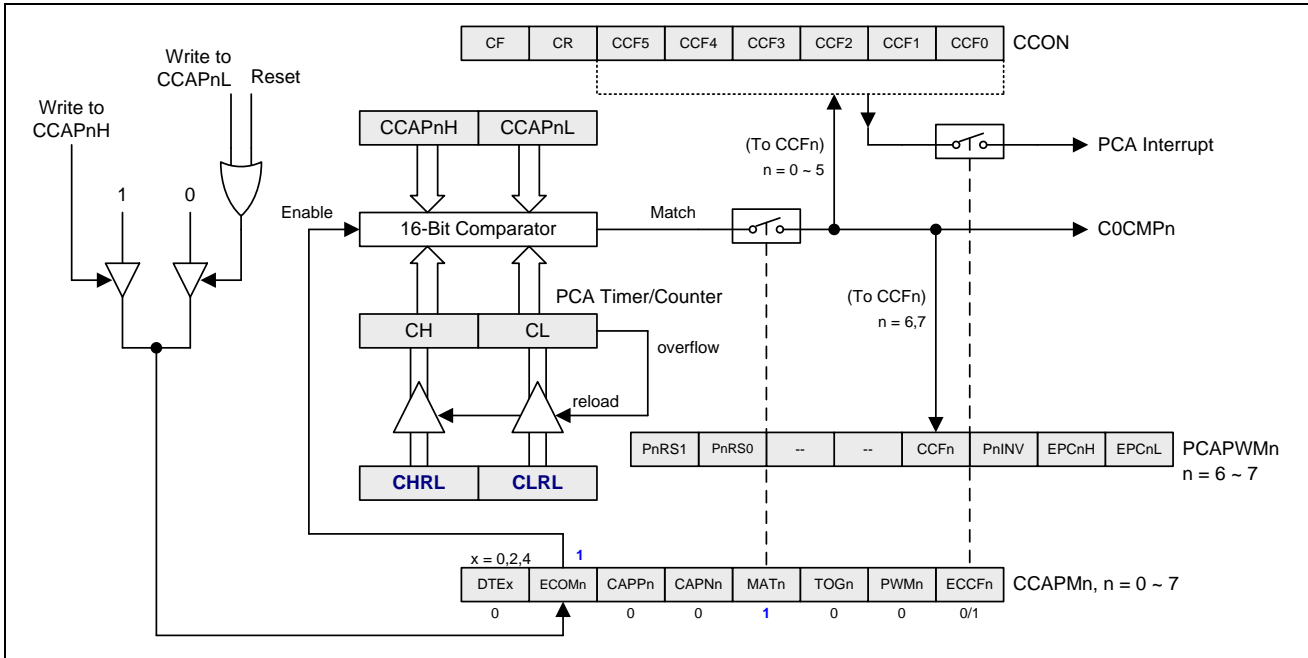 CF CR CCF5 CCF4 CCF3 CCF2 CCF1 CCF0 CCON
Write to
CCAPnL
Reset
Write to
CCAPnH
CCAPnH CCAPnL
(To CCFn)
n = 0 ~ 5
PCA Interrupt
1 0
Enable
16-Bit Comparator
Match
C0CMPn
PCA Timer/Counter
CH CL
(To CCFn)
n = 6,7
overflow
reload
PnRS1 PnRS0 -- -- CCFn PnINV EPCnH EPCnL PCAPWMn
n = 6 ~ 7
CHRL CLRL
x = 0,2,4
1
DTEx ECOMn CAPPn CAPNn MATn TOGn PWMn ECCFn CCAPMn, n = 0 ~ 7
0 0 0 1 0 0 0/1